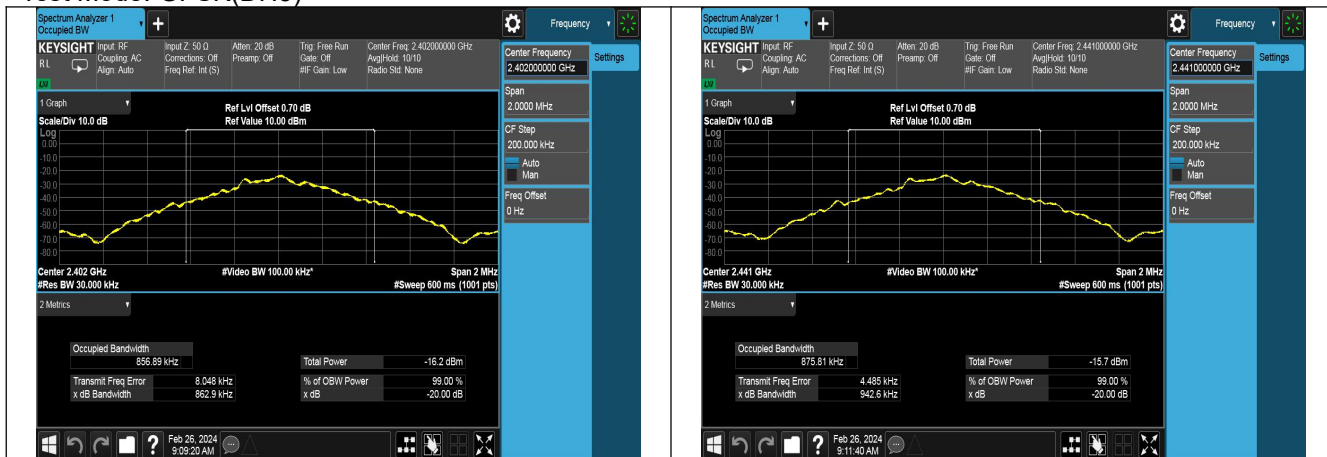 Test Mode: GFSK(DH5)
Spectrum Analyzer 1
Occupied BW
+
Frequency
KEYSIGHT
RL
LXI
Input: RF
Coupling: AC
Align: Auto
Input Z: 50 Ω
Corrections: Off
Freq Ref: Int (S)
Atten: 20 dB
Preamp: Off
Trig: Free Run
Gate: Off
#IF Gain: Low
Center Freq: 2.402000000 GHz
Avg|Hold: 10/10
Radio Std: None
Center Frequency
2.402000000 GHz
Settings
Span
2.0000 MHz
CF Step
200.000 kHz
Auto
Man
Freq Offset
0 Hz
1 Graph
Ref Lvl Offset 0.70 dB
Scale/Div 10.0 dB
Ref Value 10.00 dBm
Log
0.00
-10.0
-20.0
-30.0
-40.0
-50.0
-60.0
-70.0
-80.0
Center 2.402 GHz
#Video BW 100.00 kHz*
Span 2 MHz
#Res BW 30.000 kHz
#Sweep 600 ms (1001 pts)
2 Metrics
Occupied Bandwidth
856.89 kHz
Total Power -16.2 dBm
Transmit Freq Error 8.048 kHz
% of OBW Power 99.00 %
x dB Bandwidth 862.9 kHz
x dB -20.00 dB
?
Feb 26, 2024
9:09:20 AM
Spectrum Analyzer 1
Occupied BW
+
Frequency
KEYSIGHT
RL
LXI
Input: RF
Coupling: AC
Align: Auto
Input Z: 50 Ω
Corrections: Off
Freq Ref: Int (S)
Atten: 20 dB
Preamp: Off
Trig: Free Run
Gate: Off
#IF Gain: Low
Center Freq: 2.441000000 GHz
Avg|Hold: 10/10
Radio Std: None
Center Frequency
2.441000000 GHz
Settings
Span
2.0000 MHz
CF Step
200.000 kHz
Auto
Man
Freq Offset
0 Hz
1 Graph
Ref Lvl Offset 0.70 dB
Scale/Div 10.0 dB
Ref Value 10.00 dBm
Log
0.00
-10.0
-20.0
-30.0
-40.0
-50.0
-60.0
-70.0
-80.0
Center 2.441 GHz
#Video BW 100.00 kHz*
Span 2 MHz
#Res BW 30.000 kHz
#Sweep 600 ms (1001 pts)
2 Metrics
Occupied Bandwidth
875.81 kHz
Total Power -15.7 dBm
Transmit Freq Error 4.485 kHz
% of OBW Power 99.00 %
x dB Bandwidth 942.6 kHz
x dB -20.00 dB
?
Feb 26, 2024
9:11:40 AM